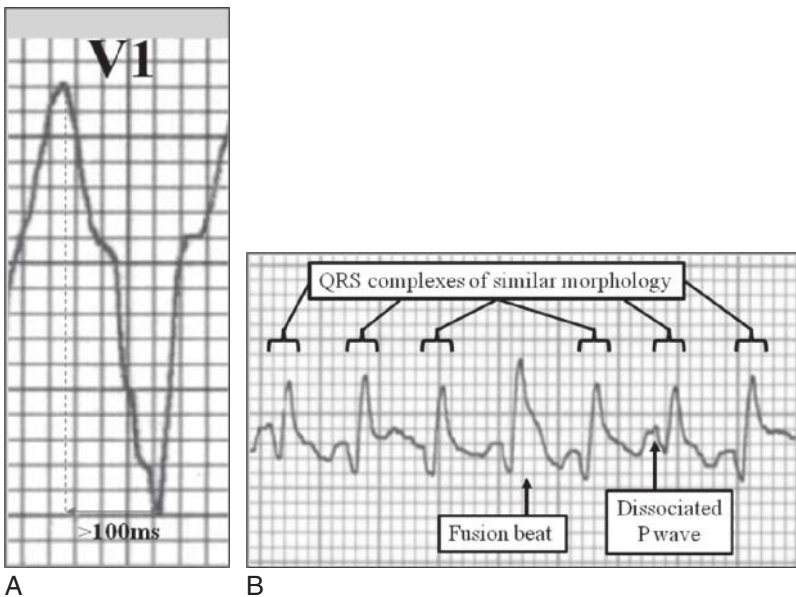 V1
>100ms
A
QRS complexes of similar morphology
Fusion beat
Dissociated
P wave
B